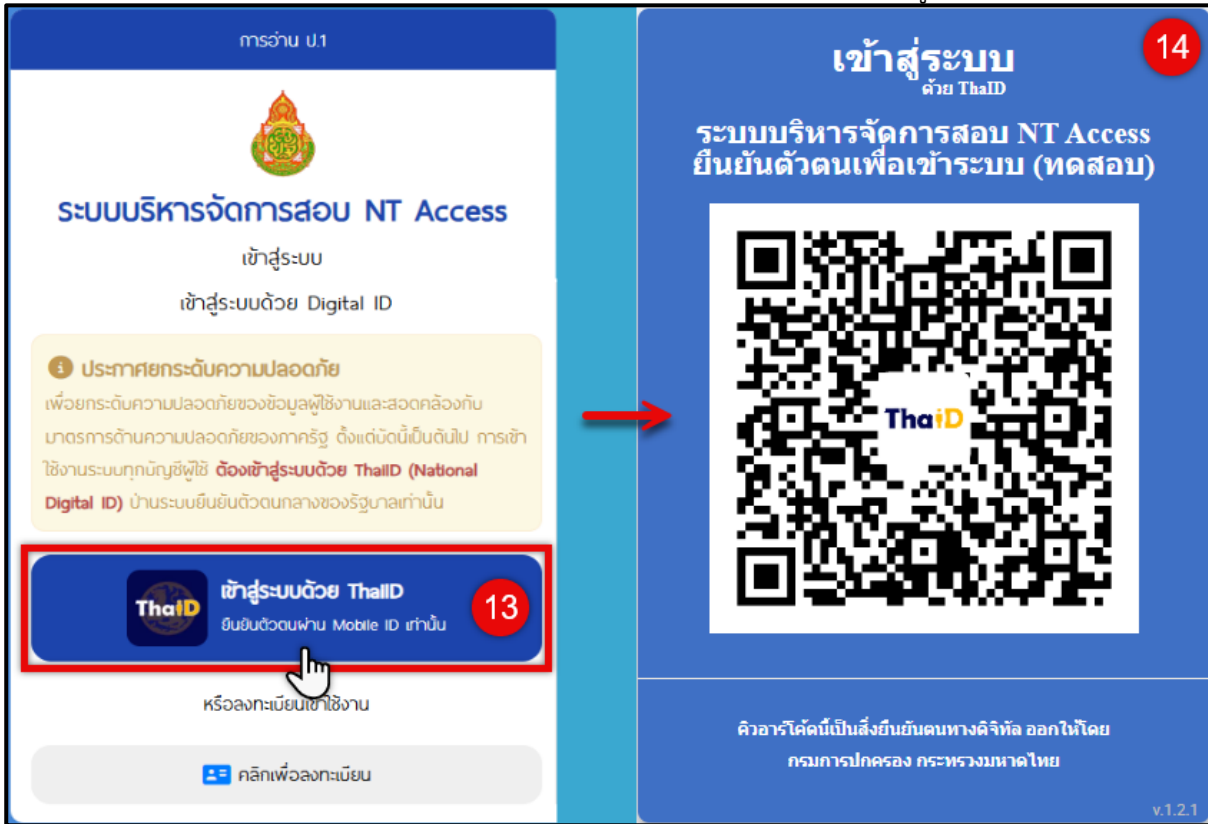 การอ่าน ป.1
ระบบบริหารจัดการสอบ NT Access
เข้าสู่ระบบ
เข้าสู่ระบบด้วย Digital ID
ประกาศยกระดับความปลอดภัย
เพื่อยกระดับความปลอดภัยของข้อมูลผู้ใช้งานและสอดคล้องกับ
มาตรการด้านความปลอดภัยของภาครัฐ ตั้งแต่บัดนี้เป็นต้นไป การเข้า
ใช้งานระบบทุกบัญชีผู้ใช้ ต้องเข้าสู่ระบบด้วย ThaiID (National
Digital ID) ผ่านระบบยืนยันตัวตนกลางของรัฐบาลเท่านั้น
ThaiD
เข้าสู่ระบบด้วย ThaiID
ยืนยันตัวตนผ่าน Mobile ID เท่านั้น
13
หรือลงทะเบียนเข้าใช้งาน
คลิกเพื่อลงทะเบียน
14
เข้าสู่ระบบ
ด้วย ThaID
ระบบบริหารจัดการสอบ NT Access
ยืนยันตัวตนเพื่อเข้าระบบ (ทดสอบ)
ThaiD
คิวอาร์โค้ดนี้เป็นสิ่งยืนยันตนทางดิจิทัล ออกให้โดย
กรมการปกครอง กระทรวงมหาดไทย
v.1.2.1